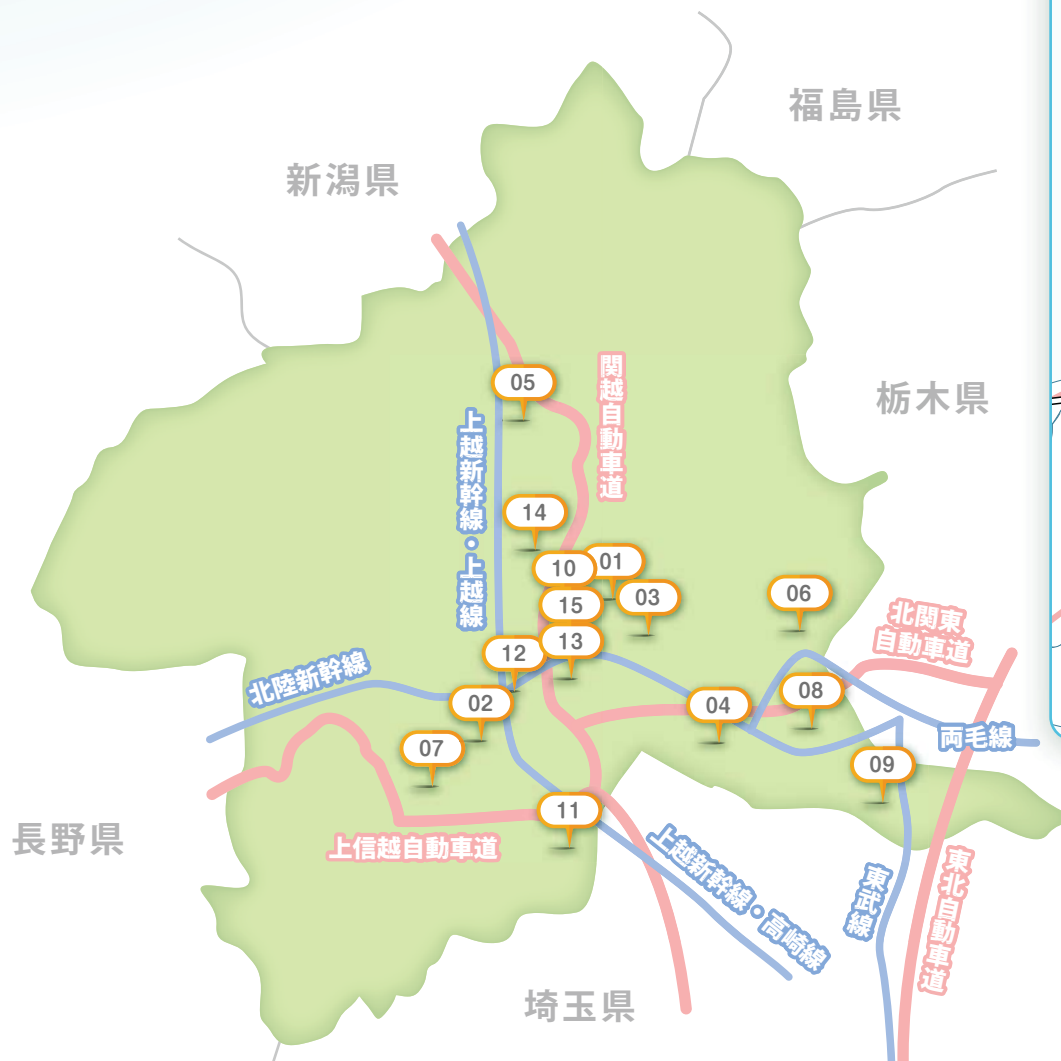 福島県
新潟県
栃木県
05
関越自動車道
上越新幹線・上越線
14
10
01
15
03
06
13
12
北関東
自動車道
北陸新幹線
02
04
08
07
両毛線
09
11
長野県
上信越自動車道
上越新幹線・高崎線
東武線
東北自動車道
埼玉県